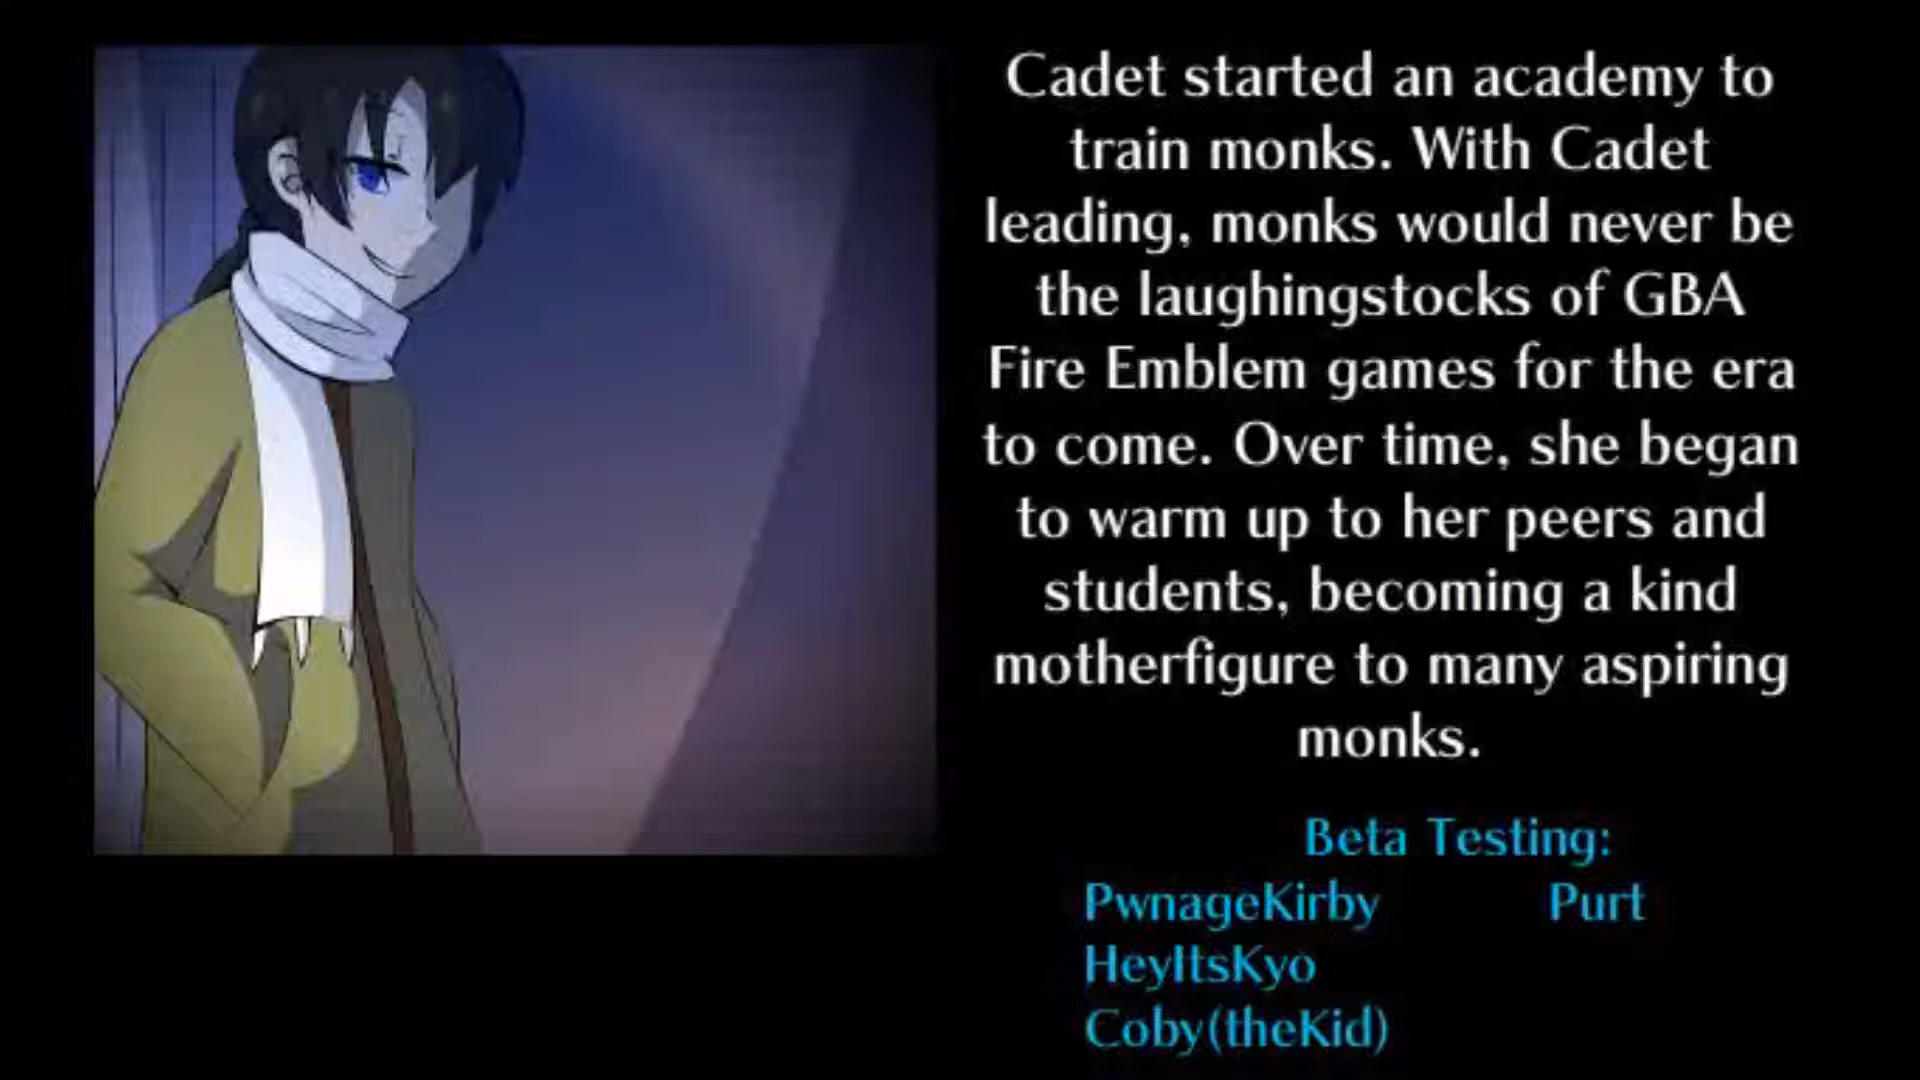 Cadet started an academy to
train monks. With Cadet
leading, monks would never be
the laughingstocks of GBA
Fire Emblem games for the era
to come. Over time, she began
to warm up to her peers and
students, becoming a kind
motherfigure to many aspiring
monks.
Beta Testing:
PwnageKirby Purt
HeyItsKyo
Coby(theKid)